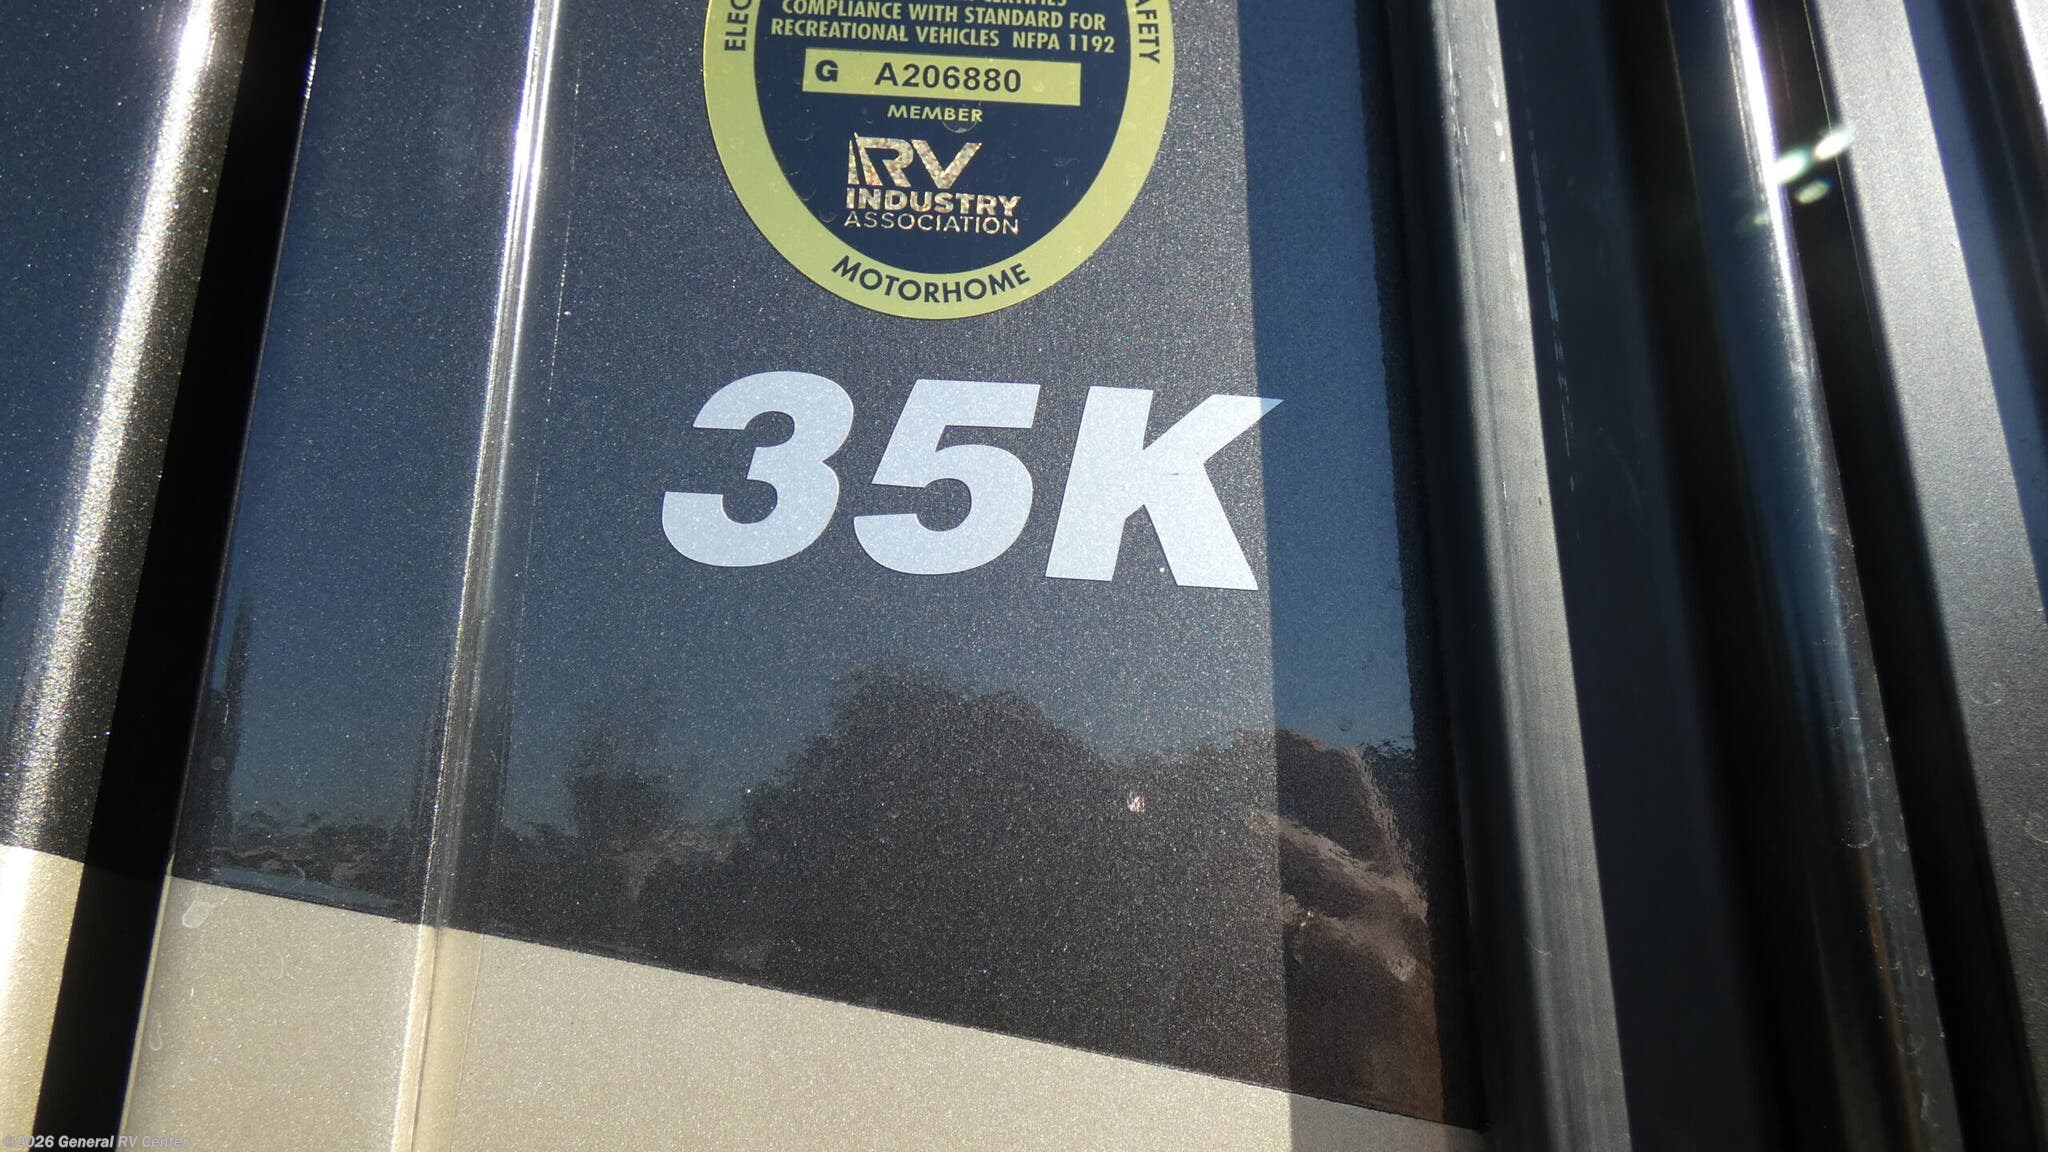 COMPLIANCE WITH STANDARD FOR
RECREATIONAL VEHICLES NFPA 1192
G A206880
MEMBER
RV
INDUSTRY
ASSOCIATION
MOTORHOME
35K
©2026 General RV Center